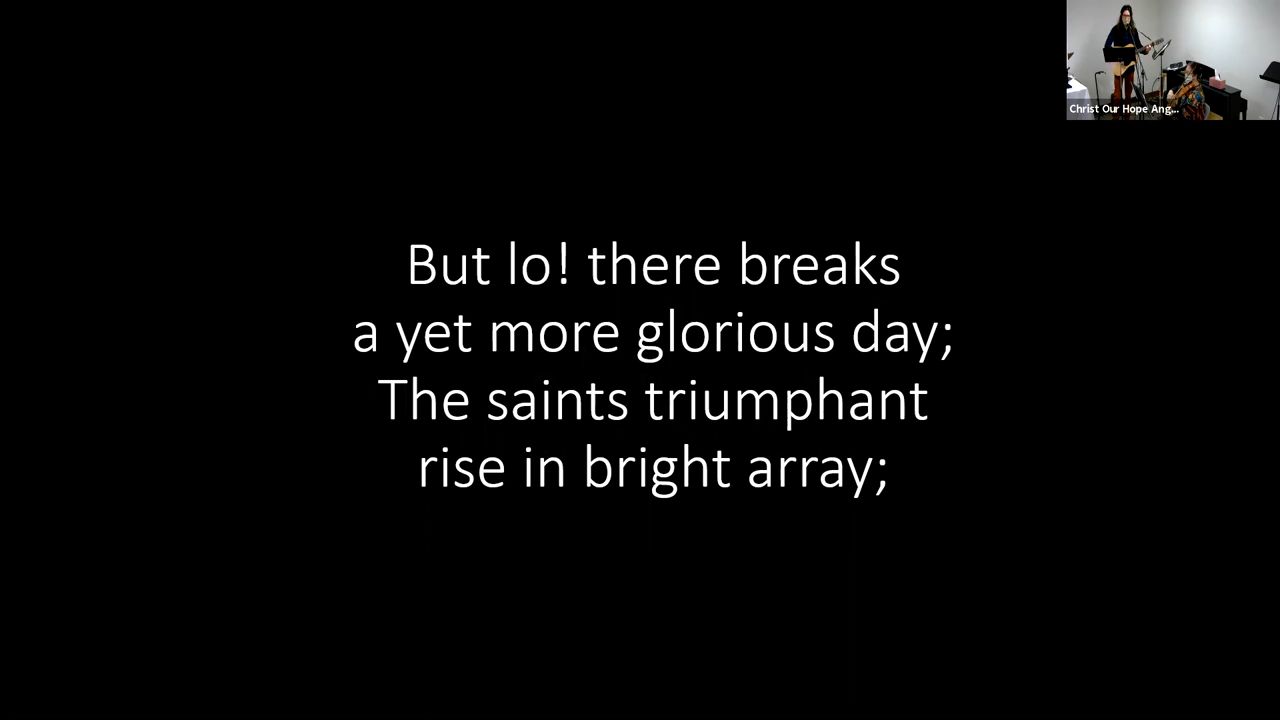 Christ Our Hope Ang...
But lo! there breaks
a yet more glorious day;
The saints triumphant
rise in bright array;